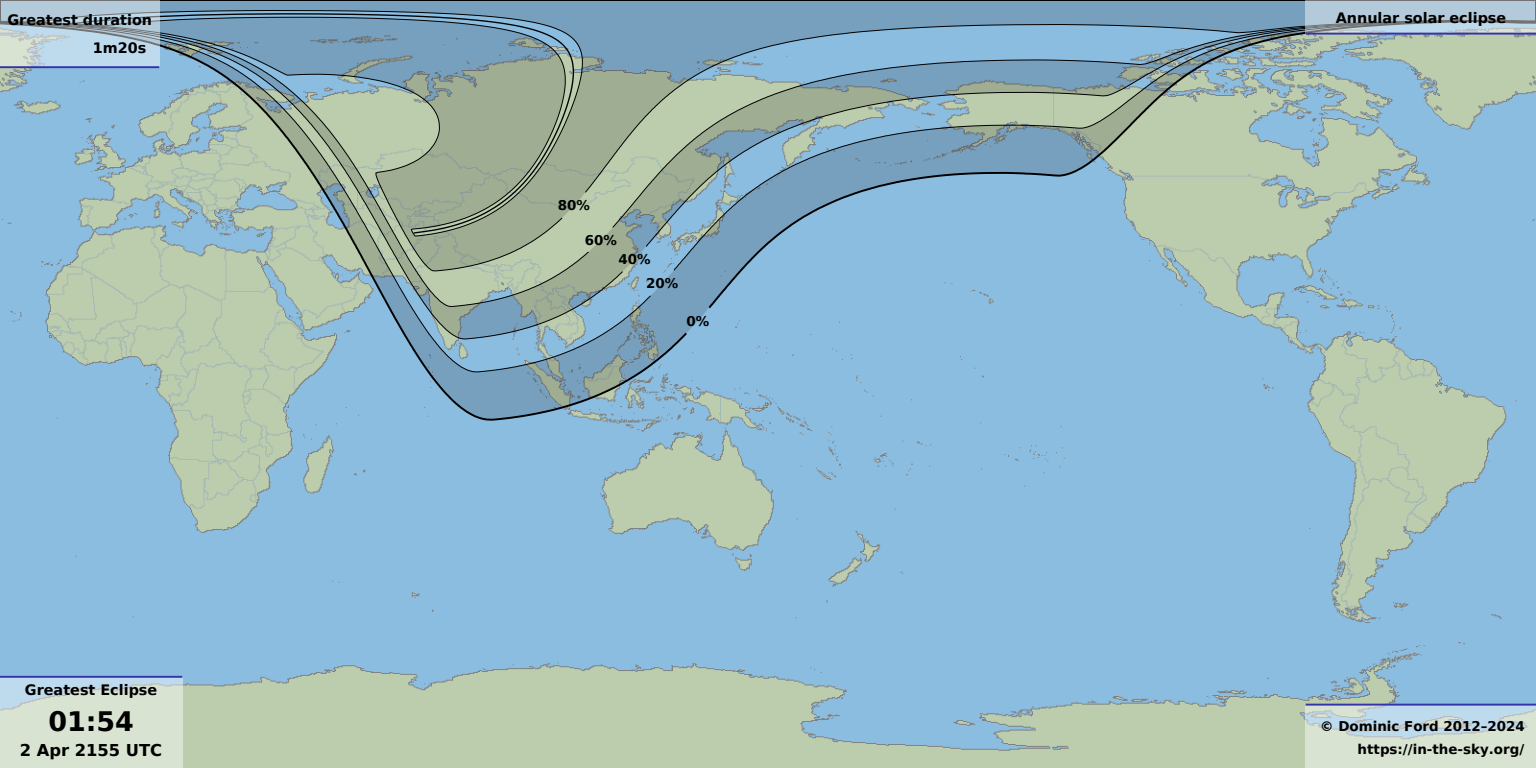 Greatest duration
1m20s
Annular solar eclipse
80%
60%
40%
20%
0%
Greatest Eclipse
01:54
2 Apr 2155 UTC
© Dominic Ford 2012–2024
https://in-the-sky.org/